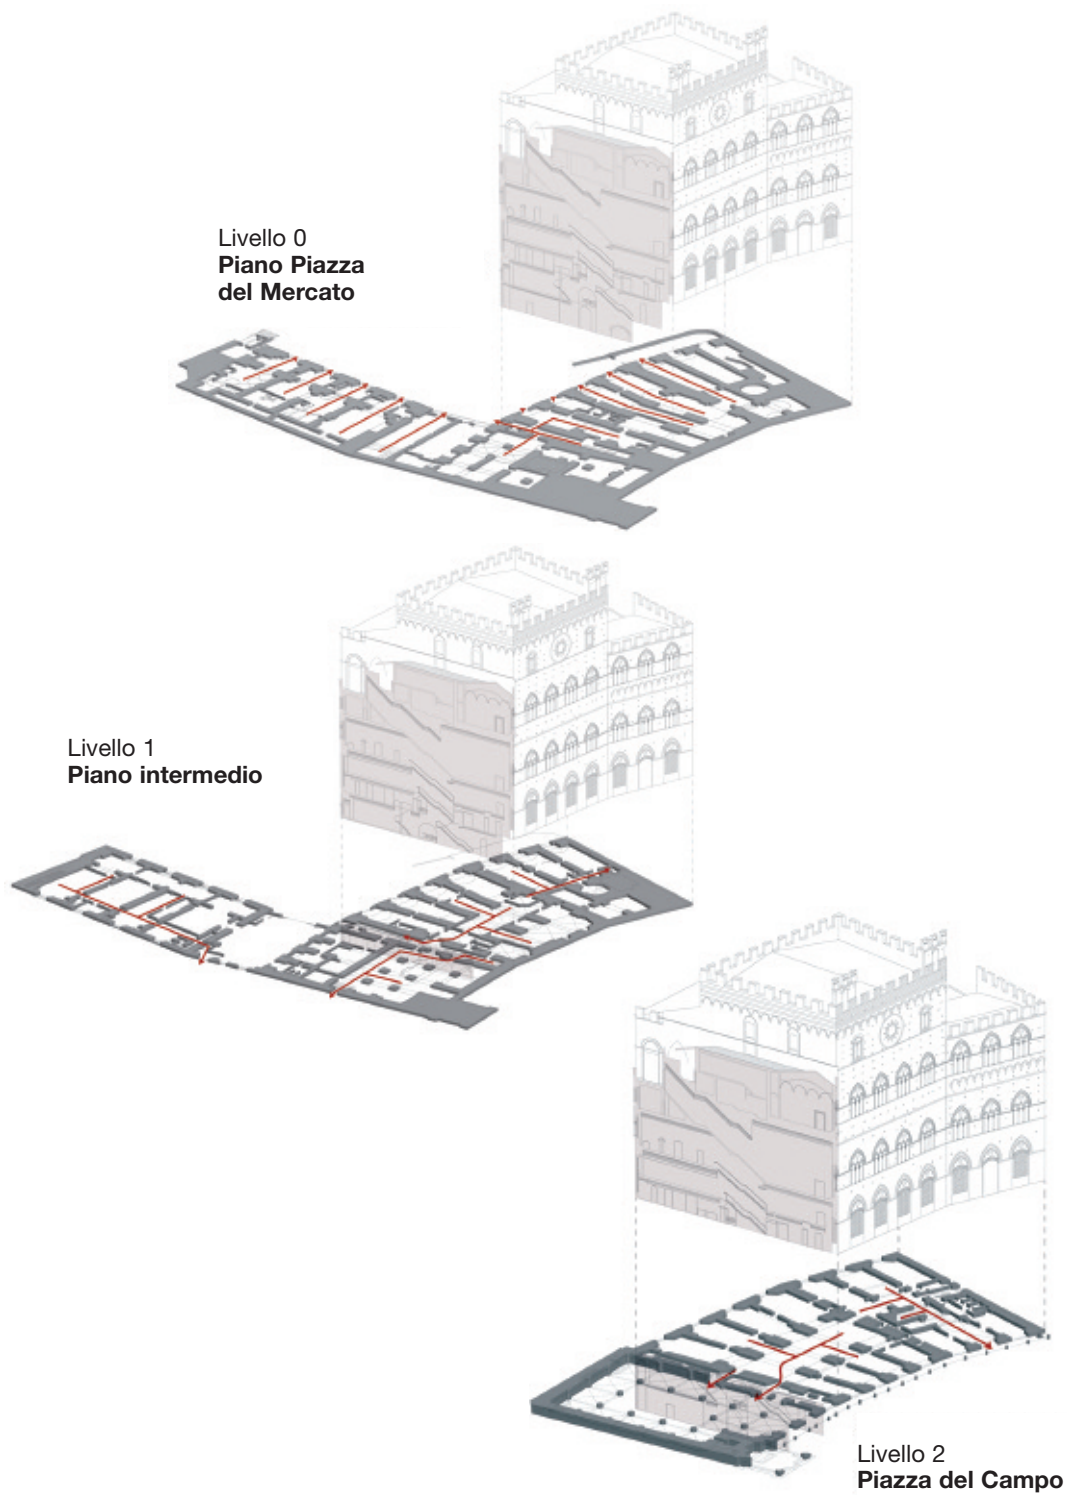 Livello 0
Piano Piazza
del Mercato
Livello 1
Piano intermedio
Livello 2
Piazza del Campo